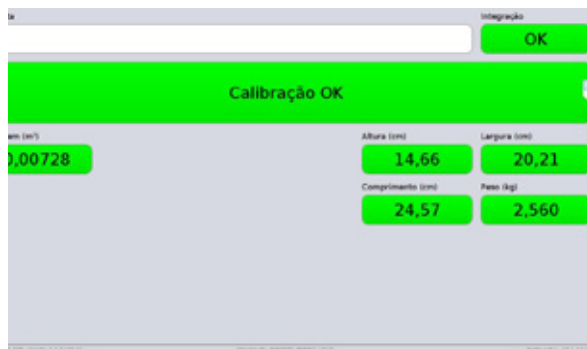 Integração
OK
Calibração OK
Altura (cm)
Largura (cm)
0,00728
14,66
20,21
Comprimento (cm)
Peso (kg)
24,57
2,560